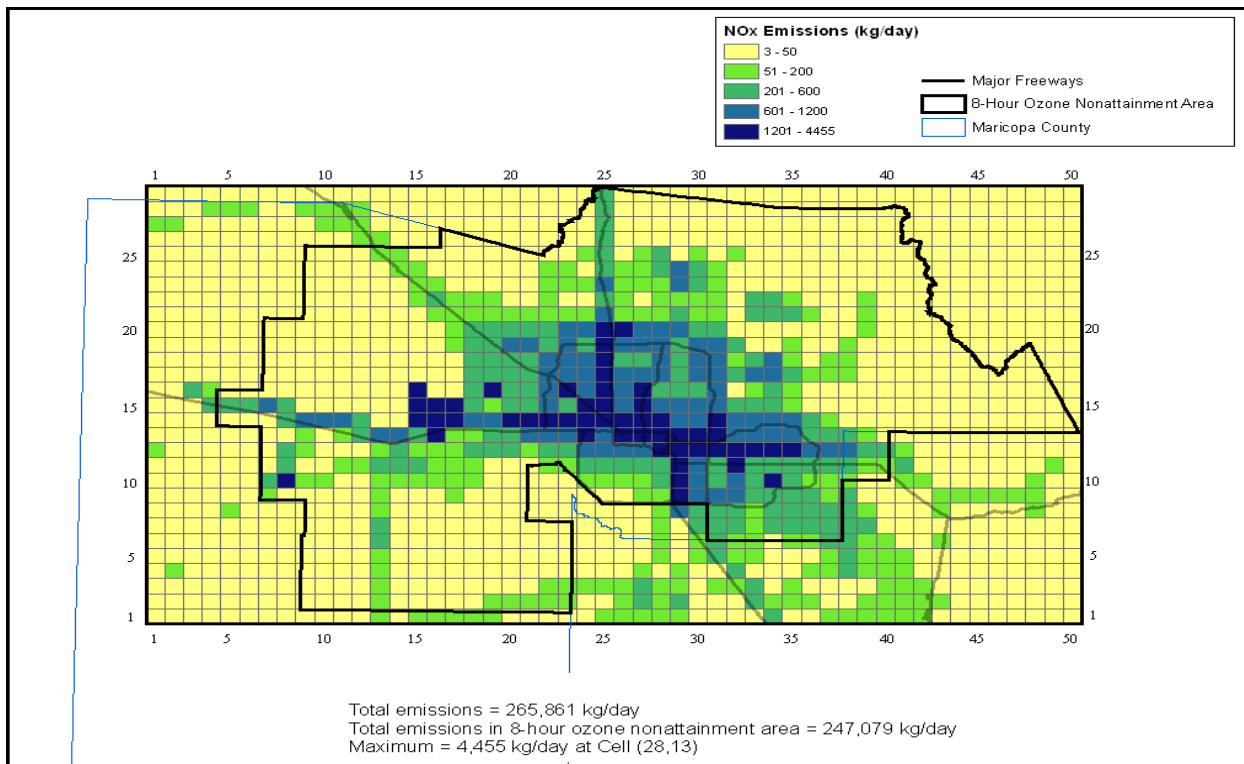 NOx Emissions (kg/day)
3 - 50
51 - 200
201 - 600
601 - 1200
1201 - 4455
Major Freeways
8-Hour Ozone Nonattainment Area
Maricopa County
1 5 10 15 20 25 30 35 40 45 50
25 25
20 20
15 15
10 10
5 5
1 1
1 5 10 15 20 25 30 35 40 45 50
Total emissions = 265,861 kg/day
Total emissions in 8-hour ozone nonattainment area = 247,079 kg/day
Maximum = 4,455 kg/day at Cell (28,13)